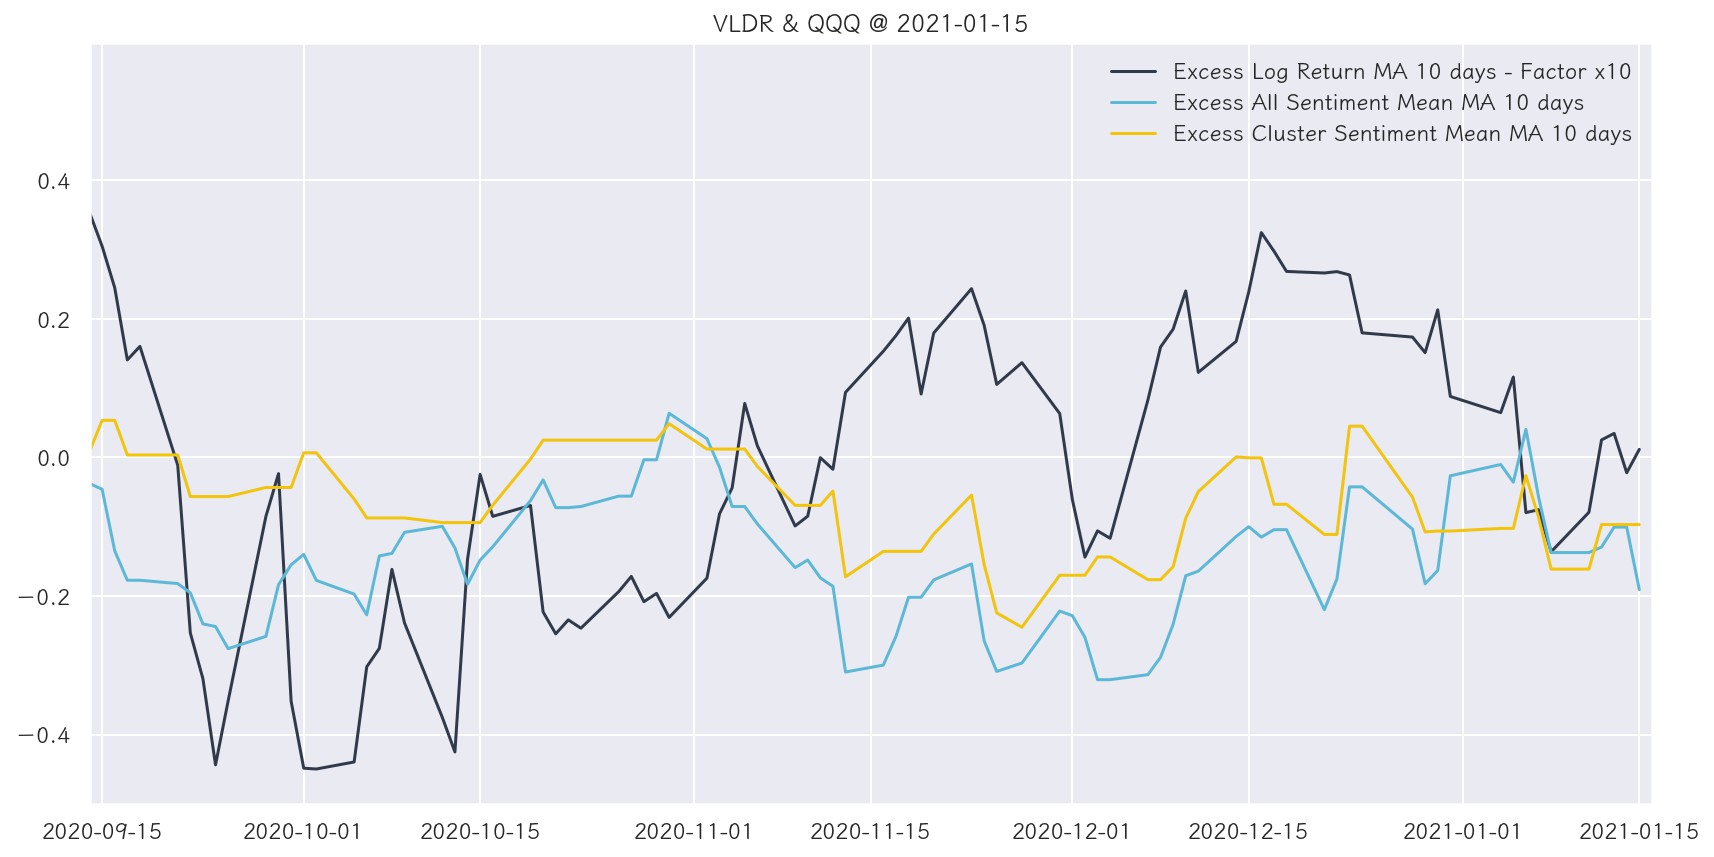 VLDR & QQQ @ 2021-01-15
Excess Log Return MA 10 days - Factor x10
Excess All Sentiment Mean MA 10 days
Excess Cluster Sentiment Mean MA 10 days
0.4
0.2
0.0
−0.2
−0.4
2020-09-15 2020-10-01 2020-10-15 2020-11-01 2020-11-15 2020-12-01 2020-12-15 2021-01-01 2021-01-15